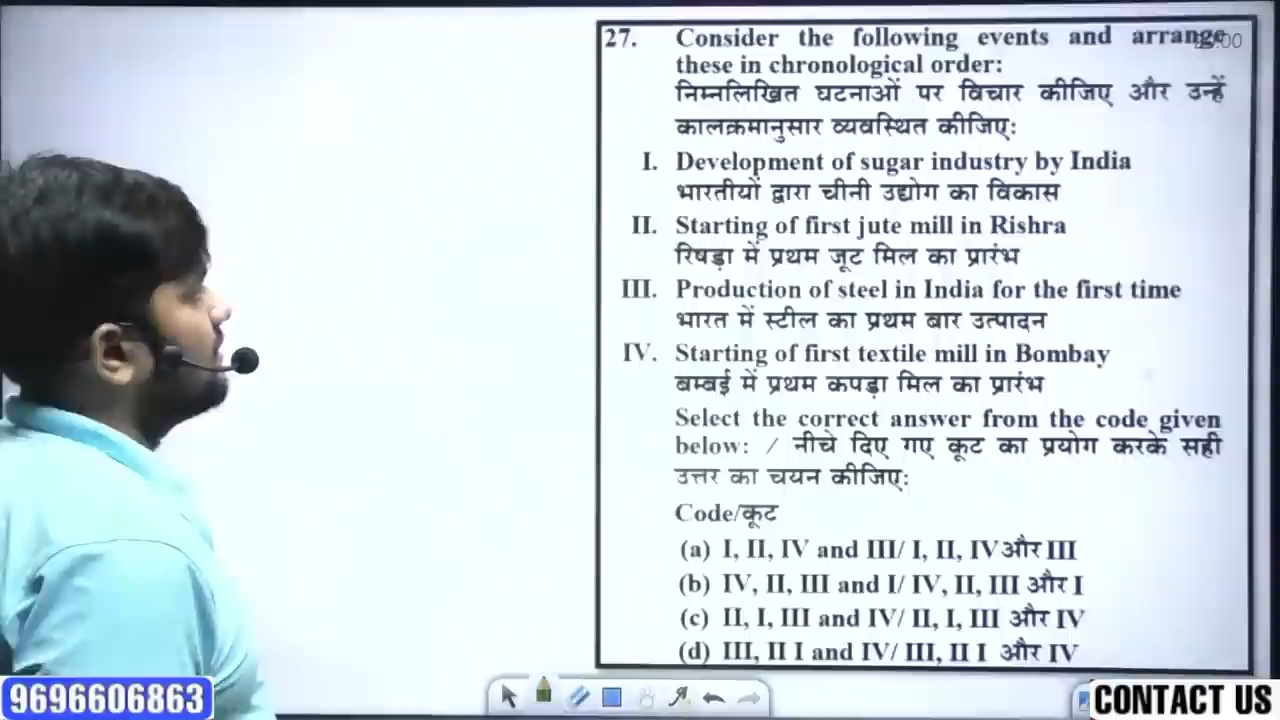 27. Consider the following events and arrange
these in chronological order:
निम्नलिखित घटनाओं पर विचार कीजिए और उन्हें
कालक्रमानुसार व्यवस्थित कीजिए:
I. Development of sugar industry by India
भारतीयों द्वारा चीनी उद्योग का विकास
II. Starting of first jute mill in Rishra
रिषड़ा में प्रथम जूट मिल का प्रारंभ
III. Production of steel in India for the first time
भारत में स्टील का प्रथम बार उत्पादन
IV. Starting of first textile mill in Bombay
बम्बई में प्रथम कपड़ा मिल का प्रारंभ
Select the correct answer from the code given
below: / नीचे दिए गए कूट का प्रयोग करके सही
उत्तर का चयन कीजिए:
Code/कूट
(a) I, II, IV and III/ I, II, IV और III
(b) IV, II, III and I/ IV, II, III और I
(c) II, I, III and IV/ II, I, III और IV
(d) III, II I and IV/ III, II I और IV
9696606863
CONTACT US